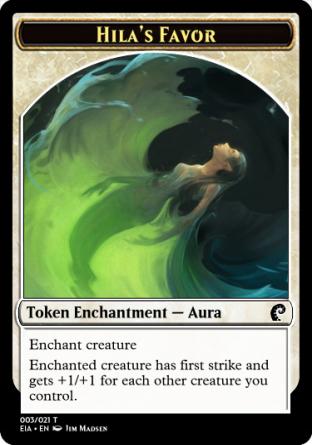 Hila's Favor
Token Enchantment — Aura
Enchant creature
Enchanted creature has first strike and
gets +1/+1 for each other creature you
control.
003/021 T
EIA • EN Jim Madsen